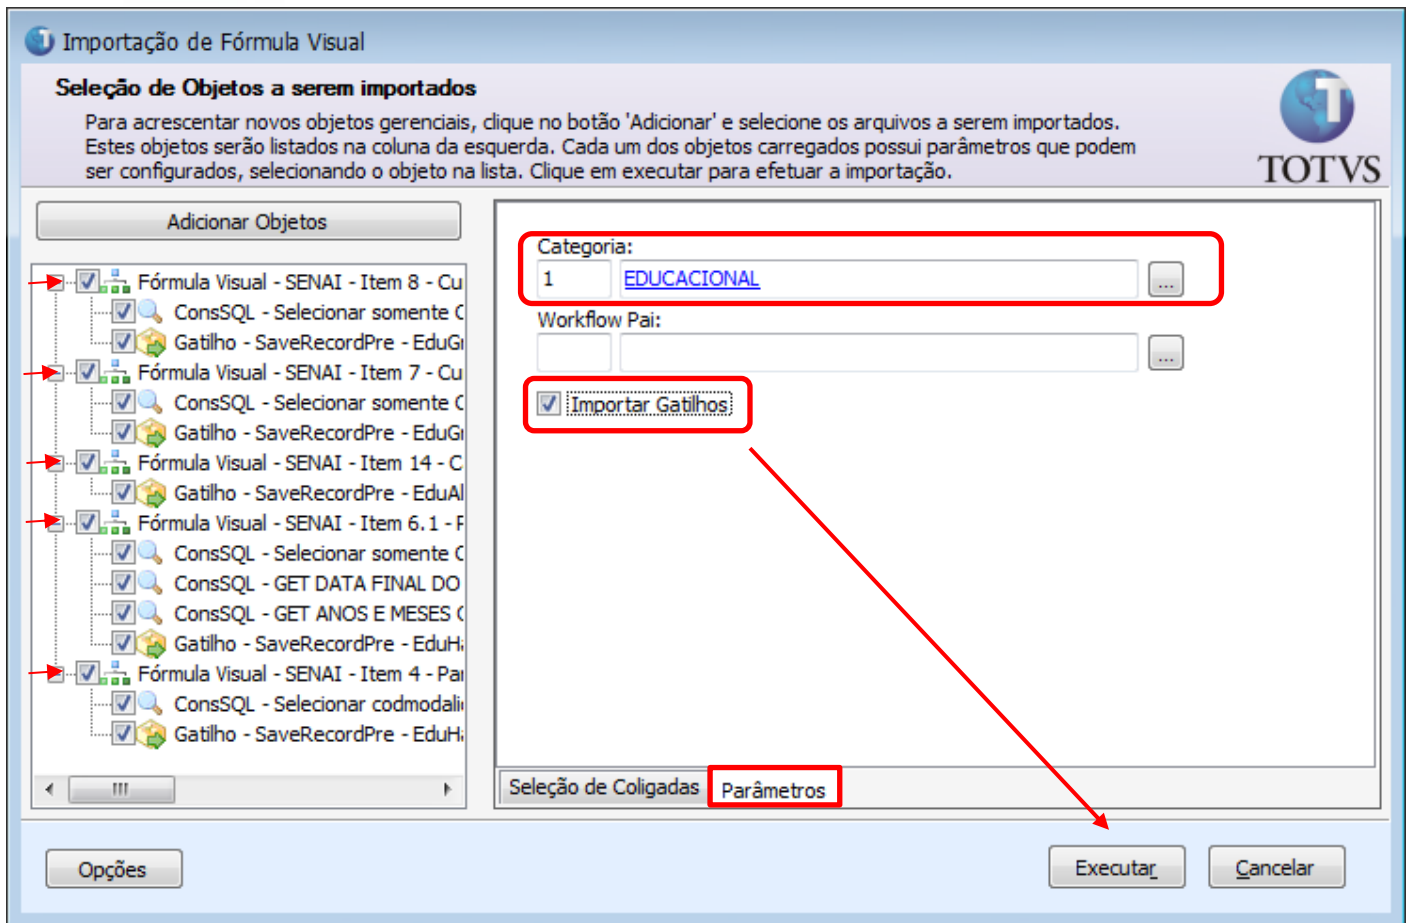 Importação de Fórmula Visual
Seleção de Objetos a serem importados
Para acrescentar novos objetos gerenciais, clique no botão 'Adicionar' e selecione os arquivos a serem importados.
Estes objetos serão listados na coluna da esquerda. Cada um dos objetos carregados possui parâmetros que podem
ser configurados, selecionando o objeto na lista. Clique em executar para efetuar a importação.
TOTVS
Adicionar Objetos
Fórmula Visual - SENAI - Item 8 - Cu
ConsSQL - Selecionar somente C
Gatilho - SaveRecordPre - EduGr
Fórmula Visual - SENAI - Item 7 - Cu
ConsSQL - Selecionar somente C
Gatilho - SaveRecordPre - EduGr
Fórmula Visual - SENAI - Item 14 - C
Gatilho - SaveRecordPre - EduAl
Fórmula Visual - SENAI - Item 6.1 - P
ConsSQL - Selecionar somente C
ConsSQL - GET DATA FINAL DO
ConsSQL - GET ANOS E MESES C
Gatilho - SaveRecordPre - EduHa
Fórmula Visual - SENAI - Item 4 - Par
ConsSQL - Selecionar codmodali
Gatilho - SaveRecordPre - EduHa
Categoria:
1 EDUCACIONAL ...
Workflow Pai:
...
Importar Gatilhos
Seleção de Coligadas Parâmetros
Opções Executar Cancelar